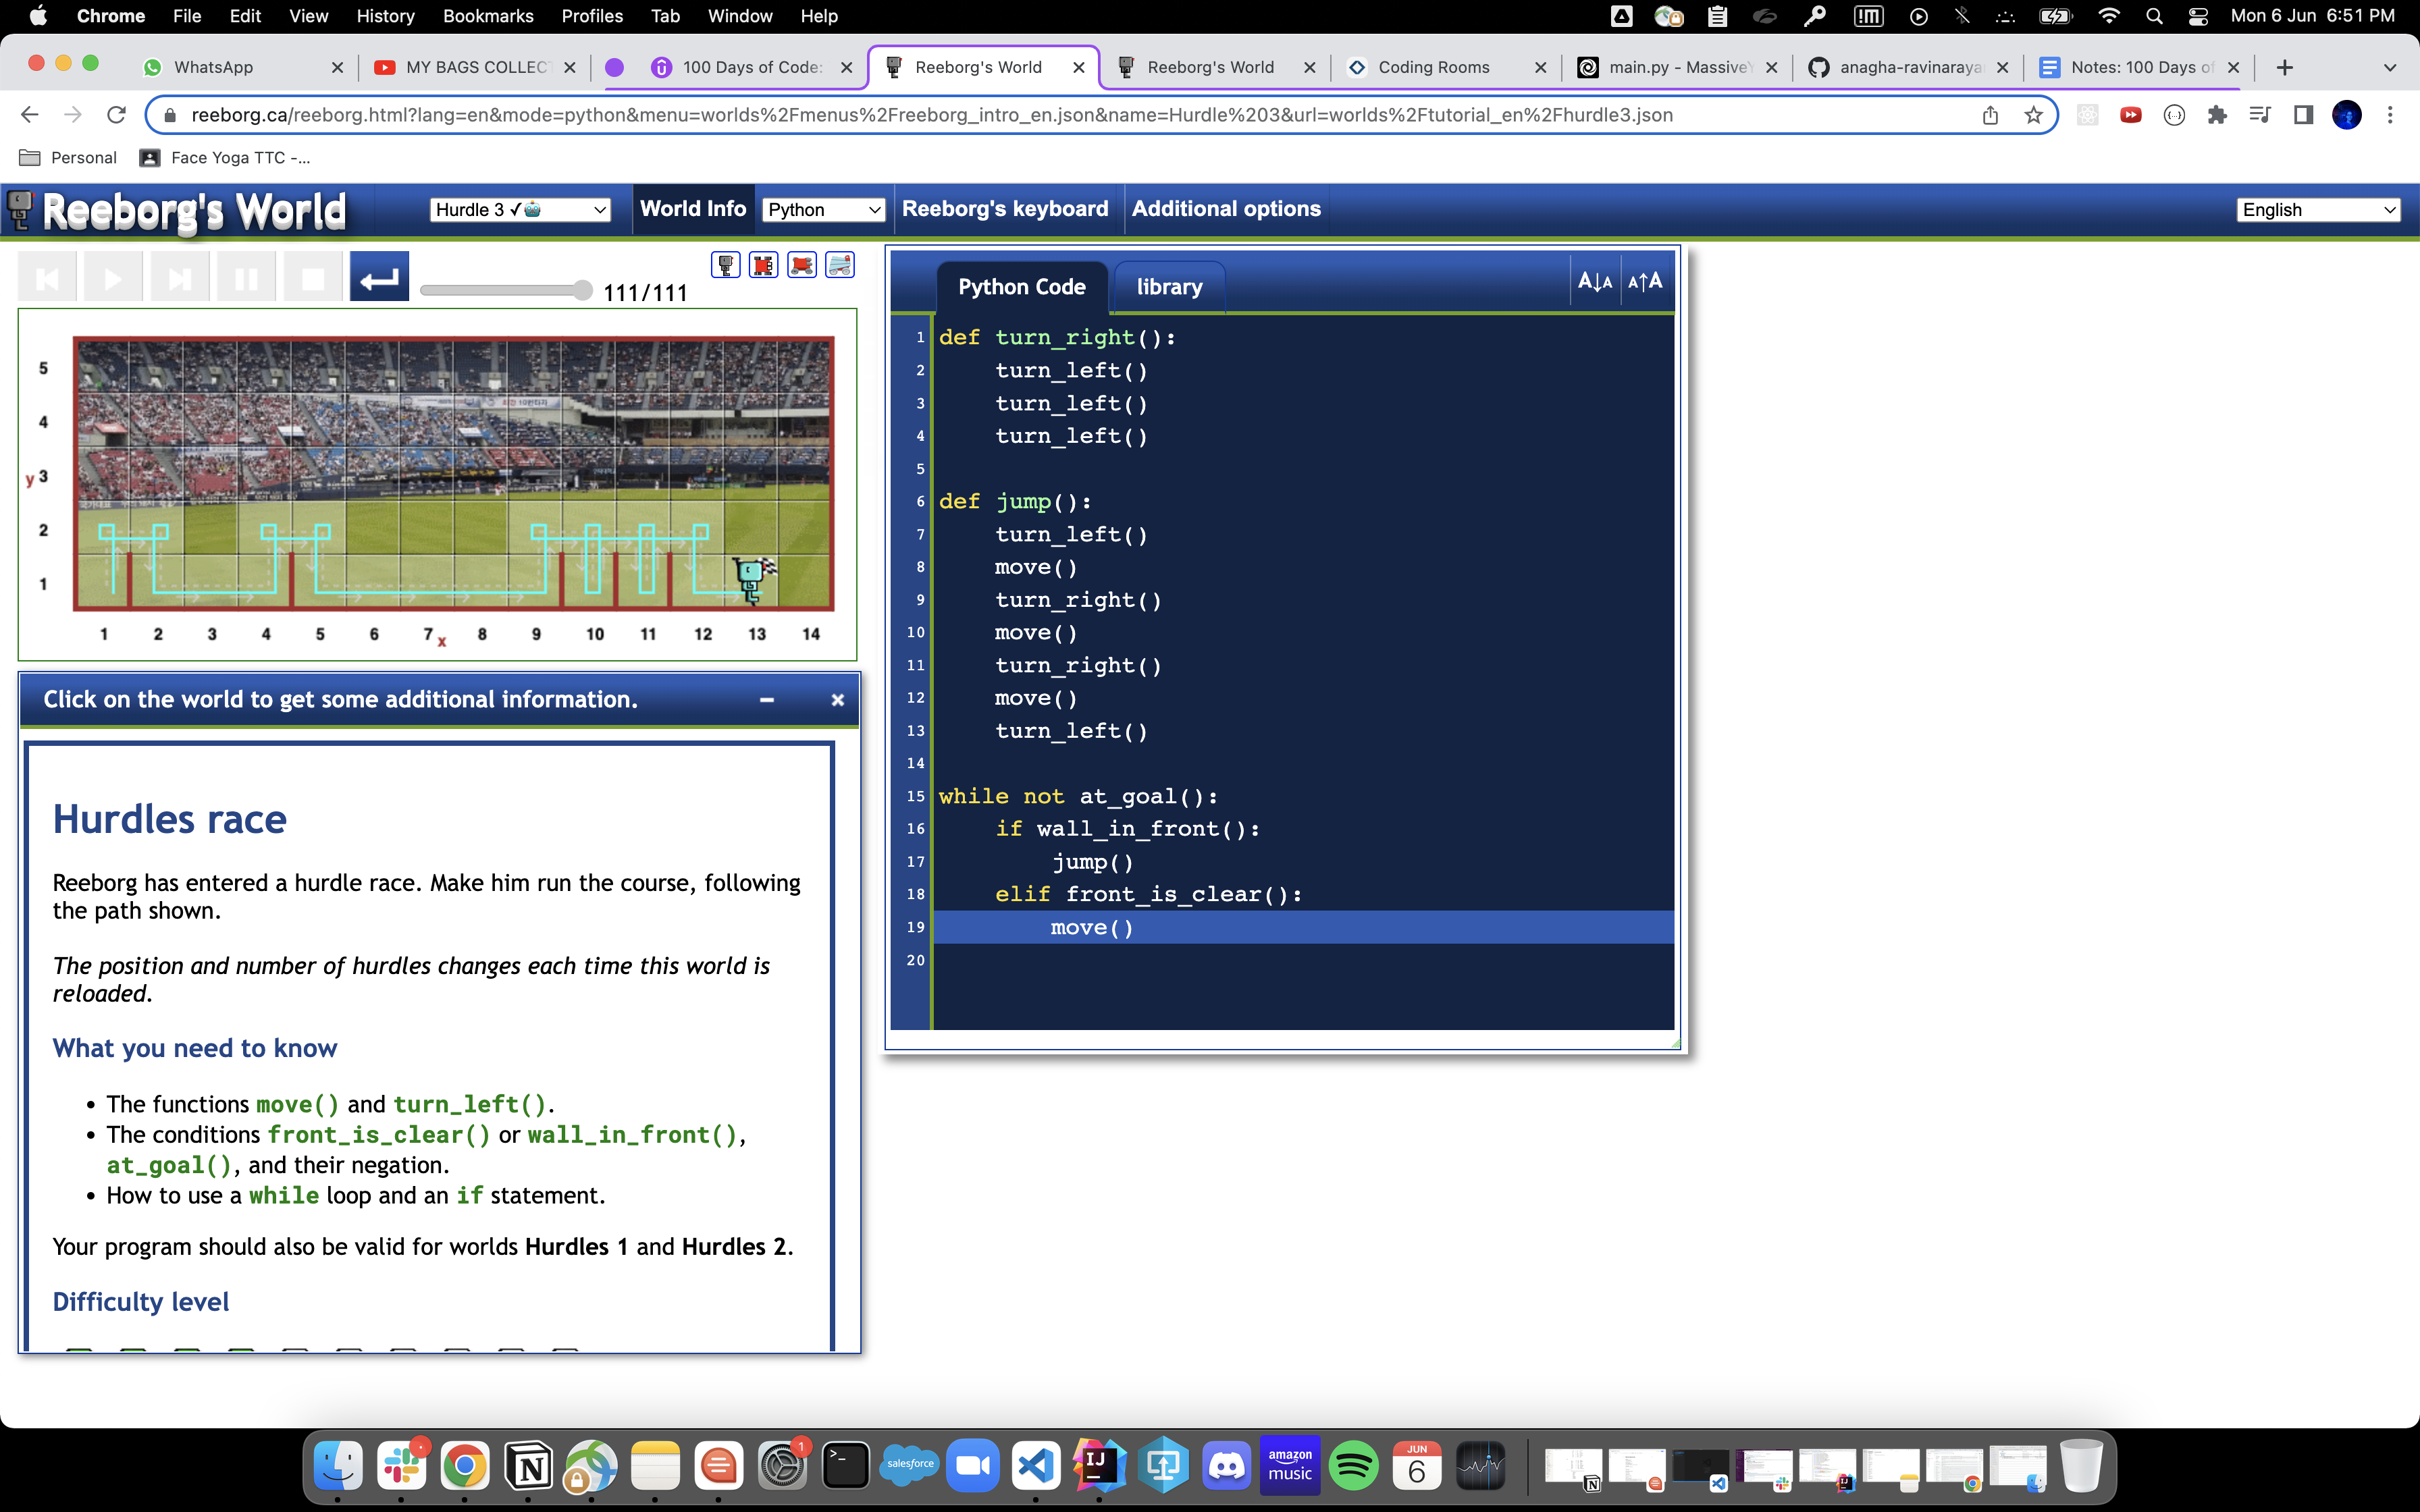 Chrome File Edit View History Bookmarks Profiles Tab Window Help Mon 6 Jun 6:51 PM
WhatsApp MY BAGS COLLEC 100 Days of Code: Reeborg's World Reeborg's World Coding Rooms main.py - Massive anagha-ravinaraya Notes: 100 Days of
reeborg.ca/reeborg.html?lang=en&mode=python&menu=worlds%2Fmenus%2Freeborg_intro_en.json&name=Hurdle%203&url=worlds%2Ftutorial_en%2Fhurdle3.json
Personal Face Yoga TTC -...
Reeborg's World Hurdle 3 World Info Python Reeborg's keyboard Additional options English
111/111
5
4
y 3
2
1
1 2 3 4 5 6 7 x 8 9 10 11 12 13 14
Click on the world to get some additional information.
Hurdles race
Reeborg has entered a hurdle race. Make him run the course, following
the path shown.
The position and number of hurdles changes each time this world is
reloaded.
What you need to know
• The functions move() and turn_left().
• The conditions front_is_clear() or wall_in_front(),
at_goal(), and their negation.
• How to use a while loop and an if statement.
Your program should also be valid for worlds Hurdles 1 and Hurdles 2.
Difficulty level
Python Code library A↓A A↑A
1 def turn_right():
2 turn_left()
3 turn_left()
4 turn_left()
5
6 def jump():
7 turn_left()
8 move()
9 turn_right()
10 move()
11 turn_right()
12 move()
13 turn_left()
14
15 while not at_goal():
16 if wall_in_front():
17 jump()
18 elif front_is_clear():
19 move()
20
1 salesforce IJ amazon music JUN 6